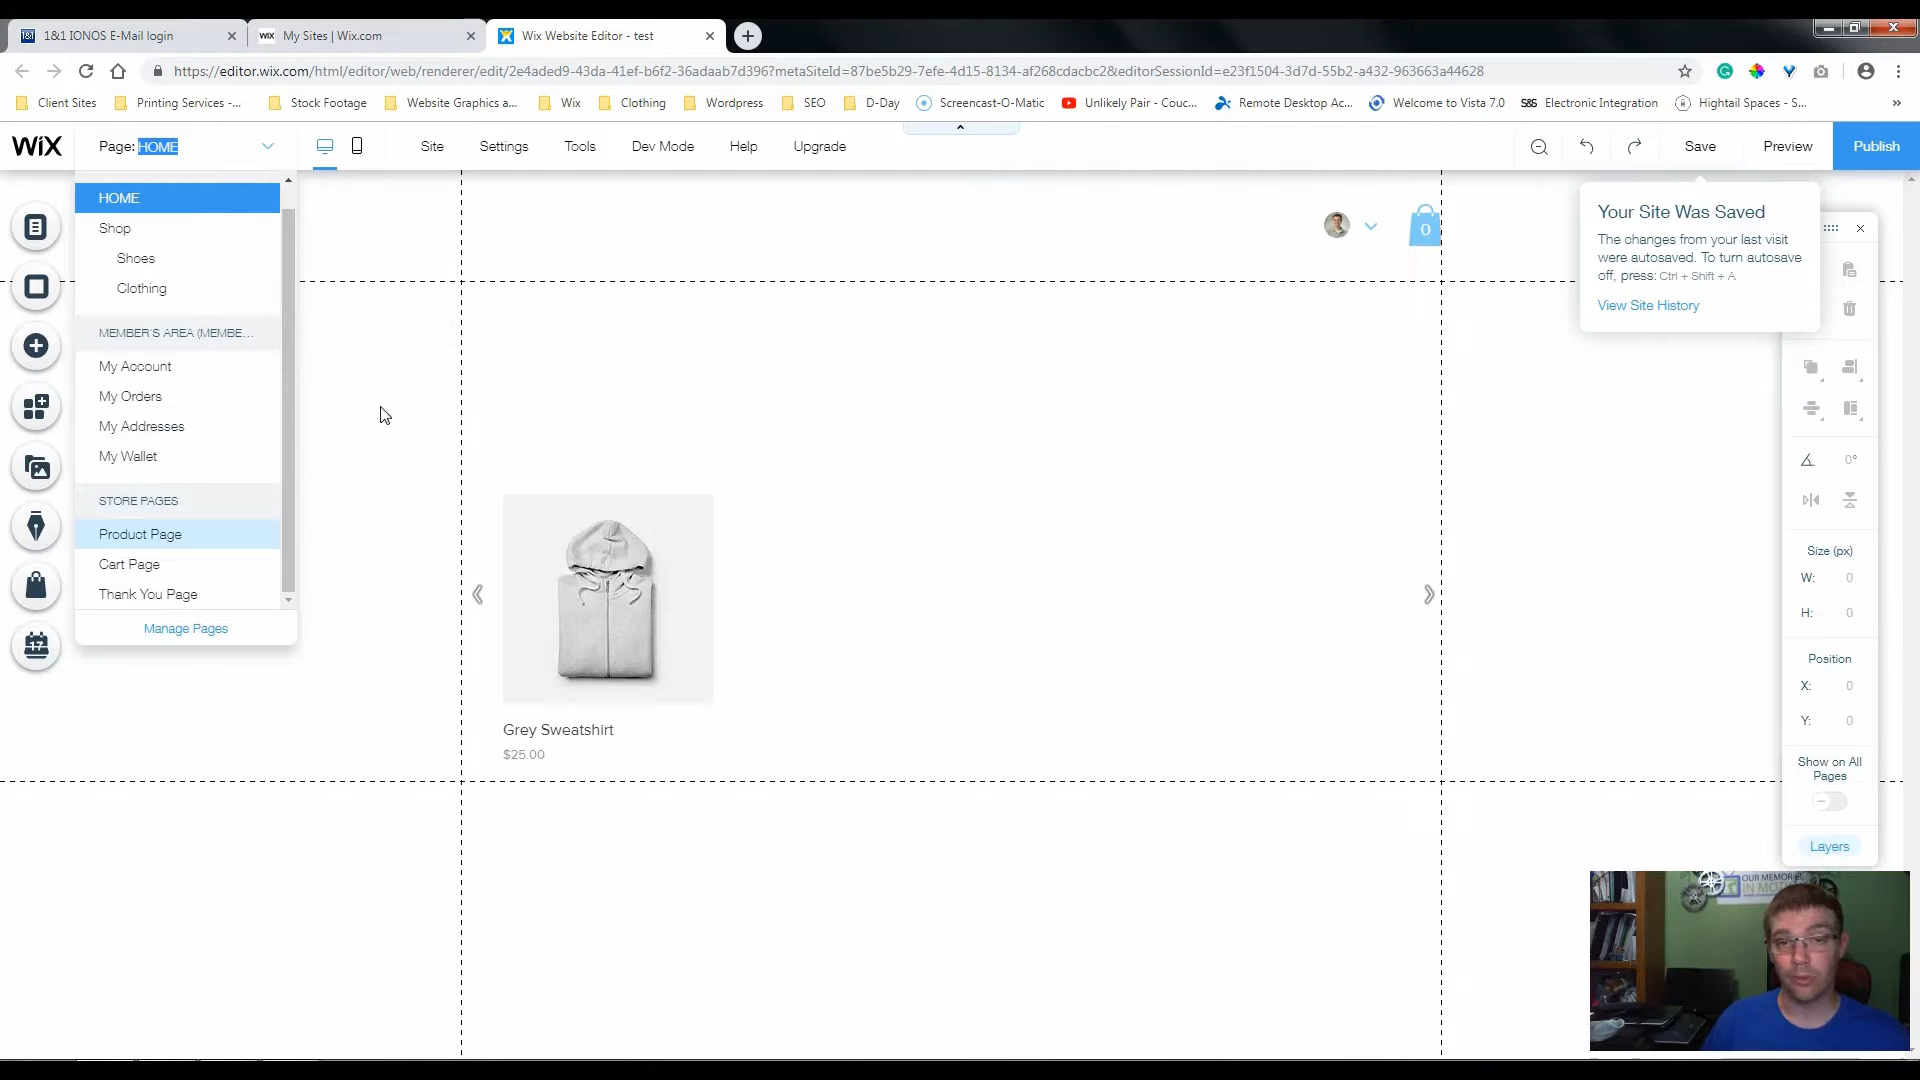 1&1 IONOS E-Mail login
My Sites | Wix.com
Wix Website Editor - test
https://editor.wix.com/html/editor/web/renderer/edit/2e4aded9-43da-41ef-b6f2-36adaab7d396?metaSiteId=87be5b29-7efe-4d15-8134-af268cdacbc2&editorSessionId=e23f1504-3d7d-55b2-a432-963663a44628
Client Sites
Printing Services -...
Stock Footage
Website Graphics a...
Wix
Clothing
Wordpress
SEO
D-Day
Screencast-O-Matic
Unlikely Pair - Couc...
Remote Desktop Ac...
Welcome to Vista 7.0
S&S Electronic Integration
Hightail Spaces - S...
WiX
Page: HOME
Site
Settings
Tools
Dev Mode
Help
Upgrade
Save
Preview
Publish
HOME
Shop
Shoes
Clothing
MEMBER'S AREA (MEMBE...
My Account
My Orders
My Addresses
My Wallet
STORE PAGES
Product Page
Cart Page
Thank You Page
Manage Pages
17
0
Your Site Was Saved
The changes from your last visit
were autosaved. To turn autosave
off, press: Ctrl + Shift + A
View Site History
Grey Sweatshirt
$25.00
0°
Size (px)
W: 0
H: 0
Position
X: 0
Y: 0
Show on All
Pages
Layers
OUR MEMOR
IN MOT